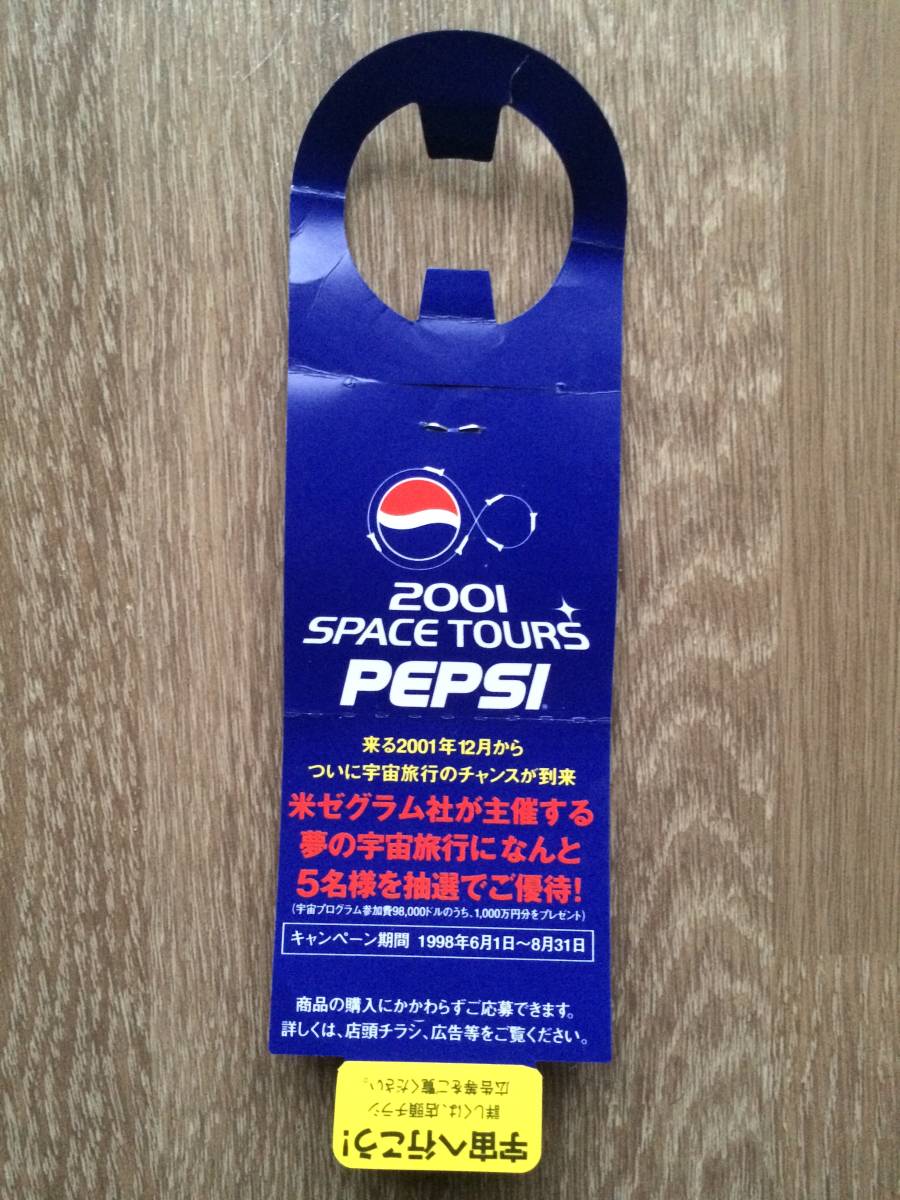 2001
SPACE TOURS
PEPSI
来る2001年12月から
ついに宇宙旅行のチャンスが到来
米ゼグラム社が主催する
夢の宇宙旅行になんと
5名様を抽選でご優待!
(宇宙プログラム参加費98,000ドルのうち、1,000万円分をプレゼント)
キャンペーン期間 1998年6月1日〜8月31日
商品の購入にかかわらずご応募できます。
詳しくは、店頭チラシ、広告等をご覧ください。
宇宙へ行こう!
詳しくは、店頭チラシ
広告等をご覧ください。